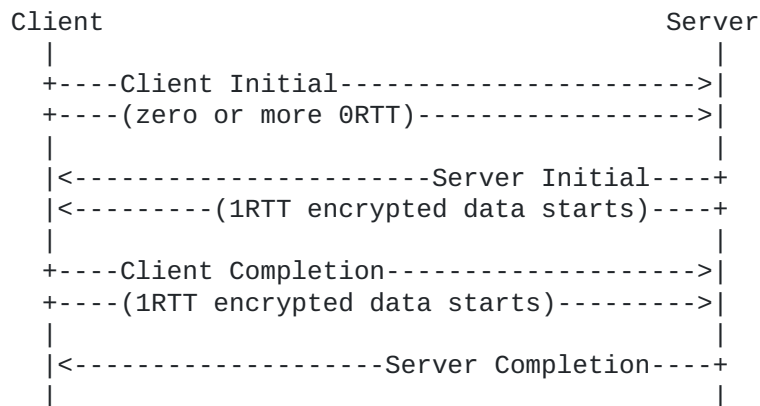 Client                                    Server
  |                                          |
  +----Client Initial----------------------->|
  +----(zero or more 0RTT)------------------>|
  |                                          |
  |<-----------------------Server Initial----+
  |<---------(1RTT encrypted data starts)----+
  |                                          |
  +----Client Completion-------------------->|
  +----(1RTT encrypted data starts)--------->|
  |                                          |
  |<--------------------Server Completion----+
  |                                          |